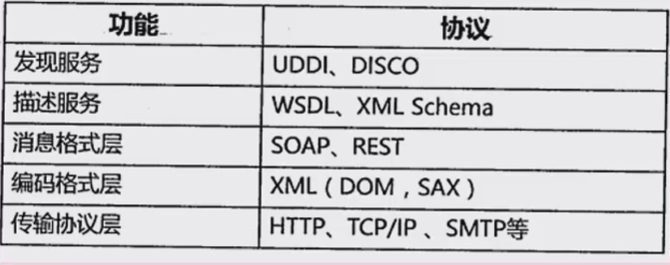 功能 协议
发现服务 UDDI、DISCO
描述服务 WSDL、XML Schema
消息格式层 SOAP、REST
编码格式层 XML（DOM，SAX）
传输协议层 HTTP、TCP/IP 、SMTP等